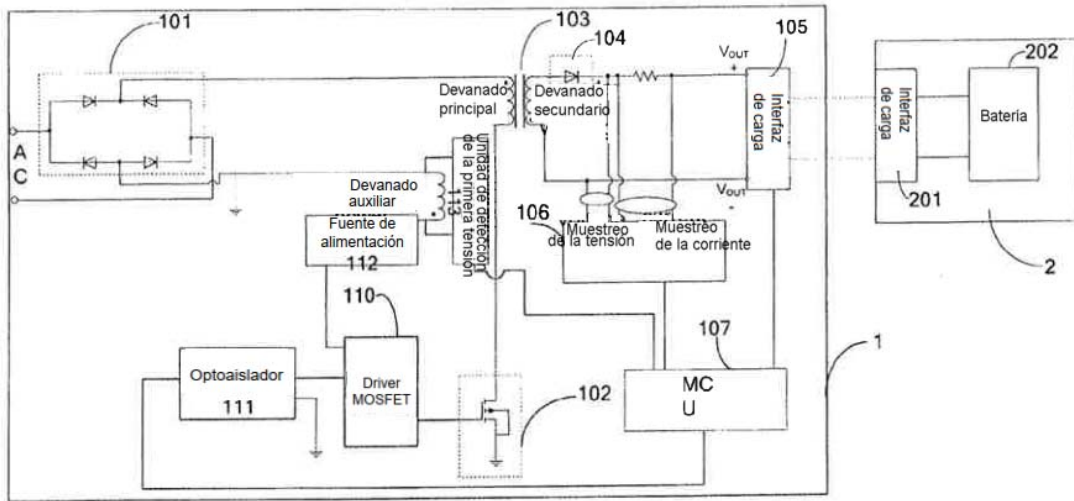 101
103
104
105
202
V_OUT
+
Devanado
principal
Devanado
secundario
Interfaz
de carga
Interfaz
de carga
Batería
A
C
Unidad de detección
de la primera tensión
113
Devanado
auxiliar
V_OUT
-
201
106
Muestreo
de la tensión
Muestreo
de la corriente
Fuente de
alimentación
112
2
110
107
1
Optoaislador
111
Driver
MOSFET
102
MC
U